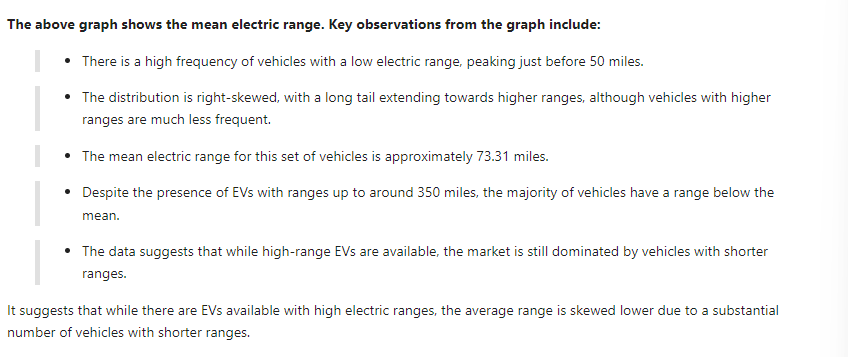 The above graph shows the mean electric range. Key observations from the graph include:
• There is a high frequency of vehicles with a low electric range, peaking just before 50 miles.
• The distribution is right-skewed, with a long tail extending towards higher ranges, although vehicles with higher
ranges are much less frequent.
• The mean electric range for this set of vehicles is approximately 73.31 miles.
• Despite the presence of EVs with ranges up to around 350 miles, the majority of vehicles have a range below the
mean.
• The data suggests that while high-range EVs are available, the market is still dominated by vehicles with shorter
ranges.
It suggests that while there are EVs available with high electric ranges, the average range is skewed lower due to a substantial
number of vehicles with shorter ranges.